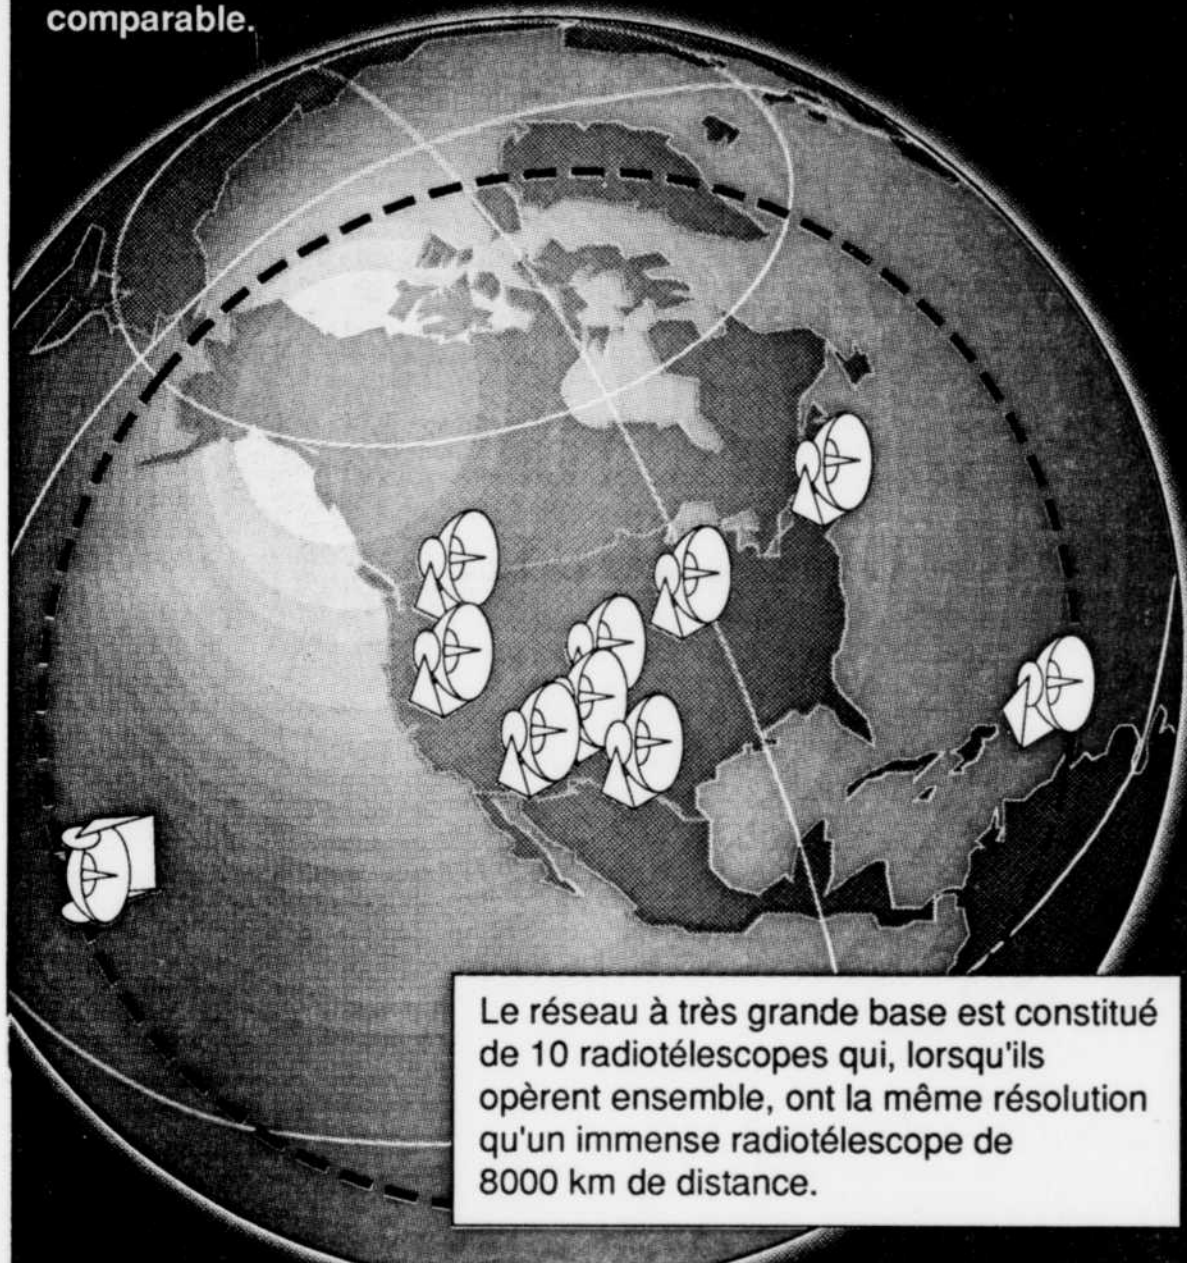 comparable.
Le réseau à très grande base est constitué
de 10 radiotélescopes qui, lorsqu'ils
opèrent ensemble, ont la même résolution
qu'un immense radiotélescope de
8000 km de distance.